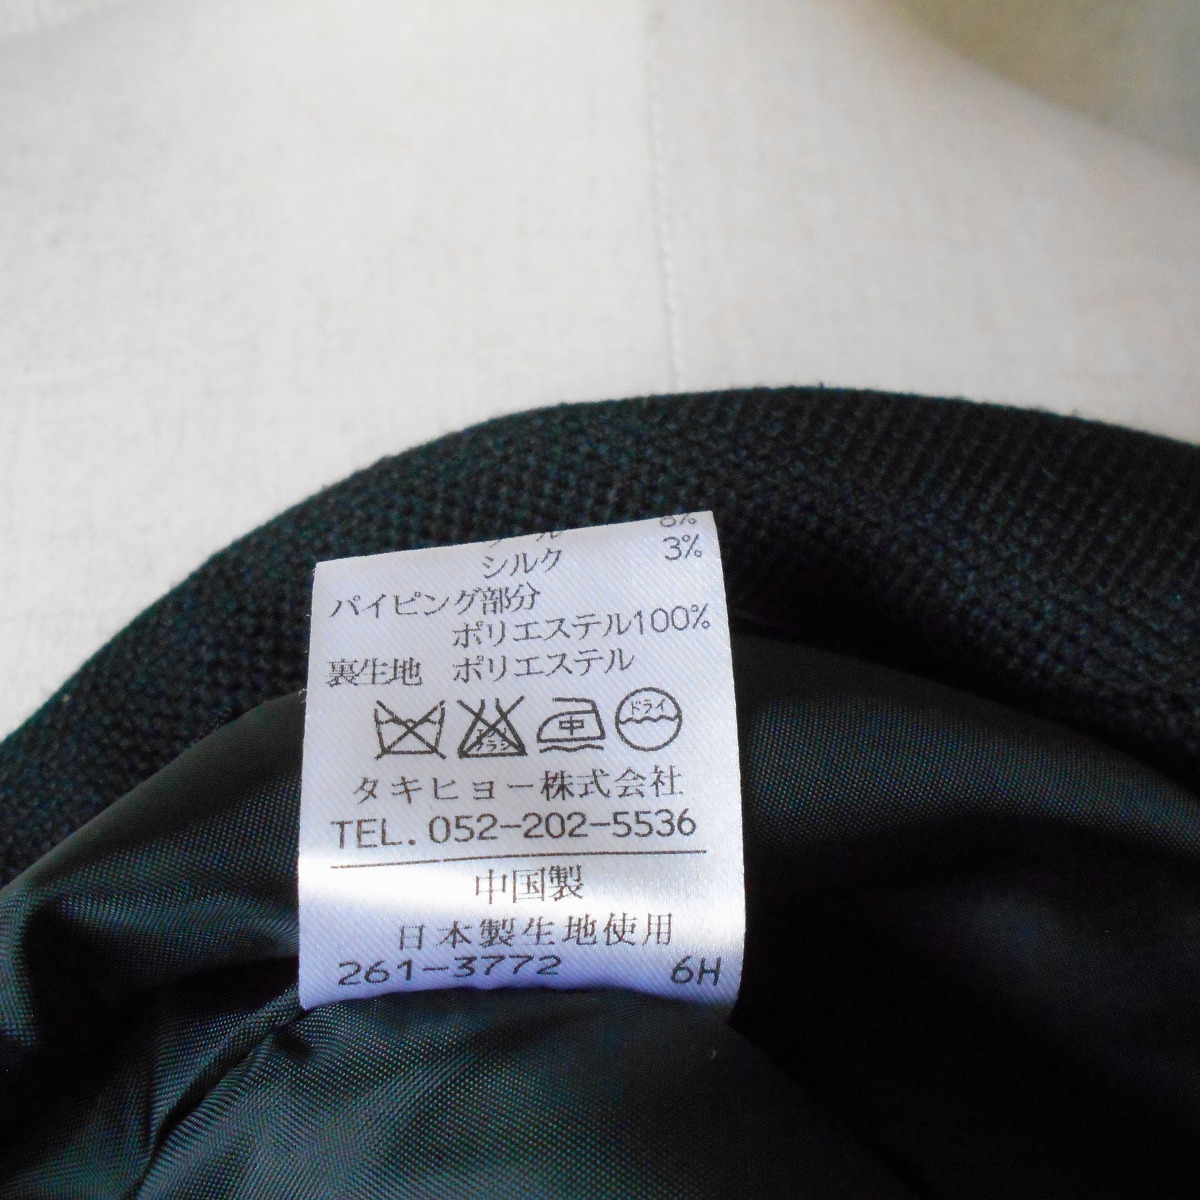 シルク 3%
パイピング部分
ポリエステル100%
裏生地 ポリエステル
ドライ
タキヒヨー株式会社
TEL. 052-202-5536
中国製
日本製生地使用
261-3772 6H